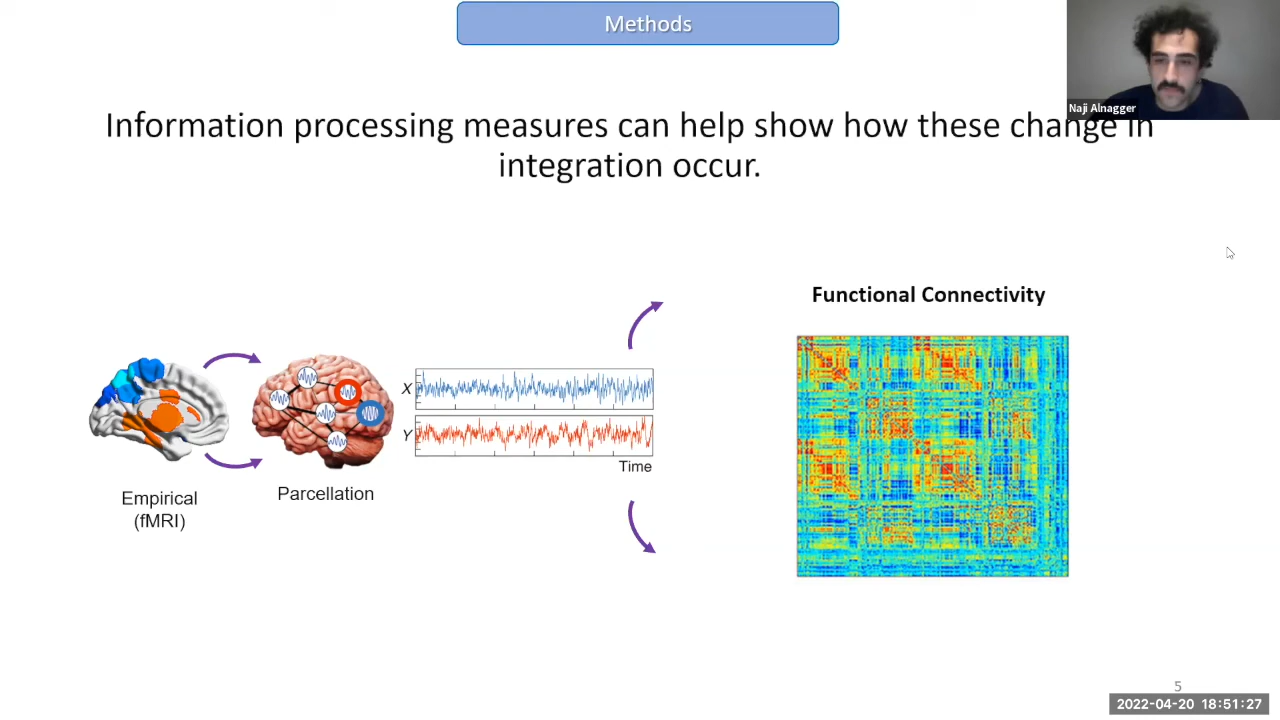 Methods
Naji Alnagger
Information processing measures can help show how these change in
integration occur.
Functional Connectivity
X
Y
Time
Empirical
(fMRI)
Parcellation
5
2022-04-20 18:51:27